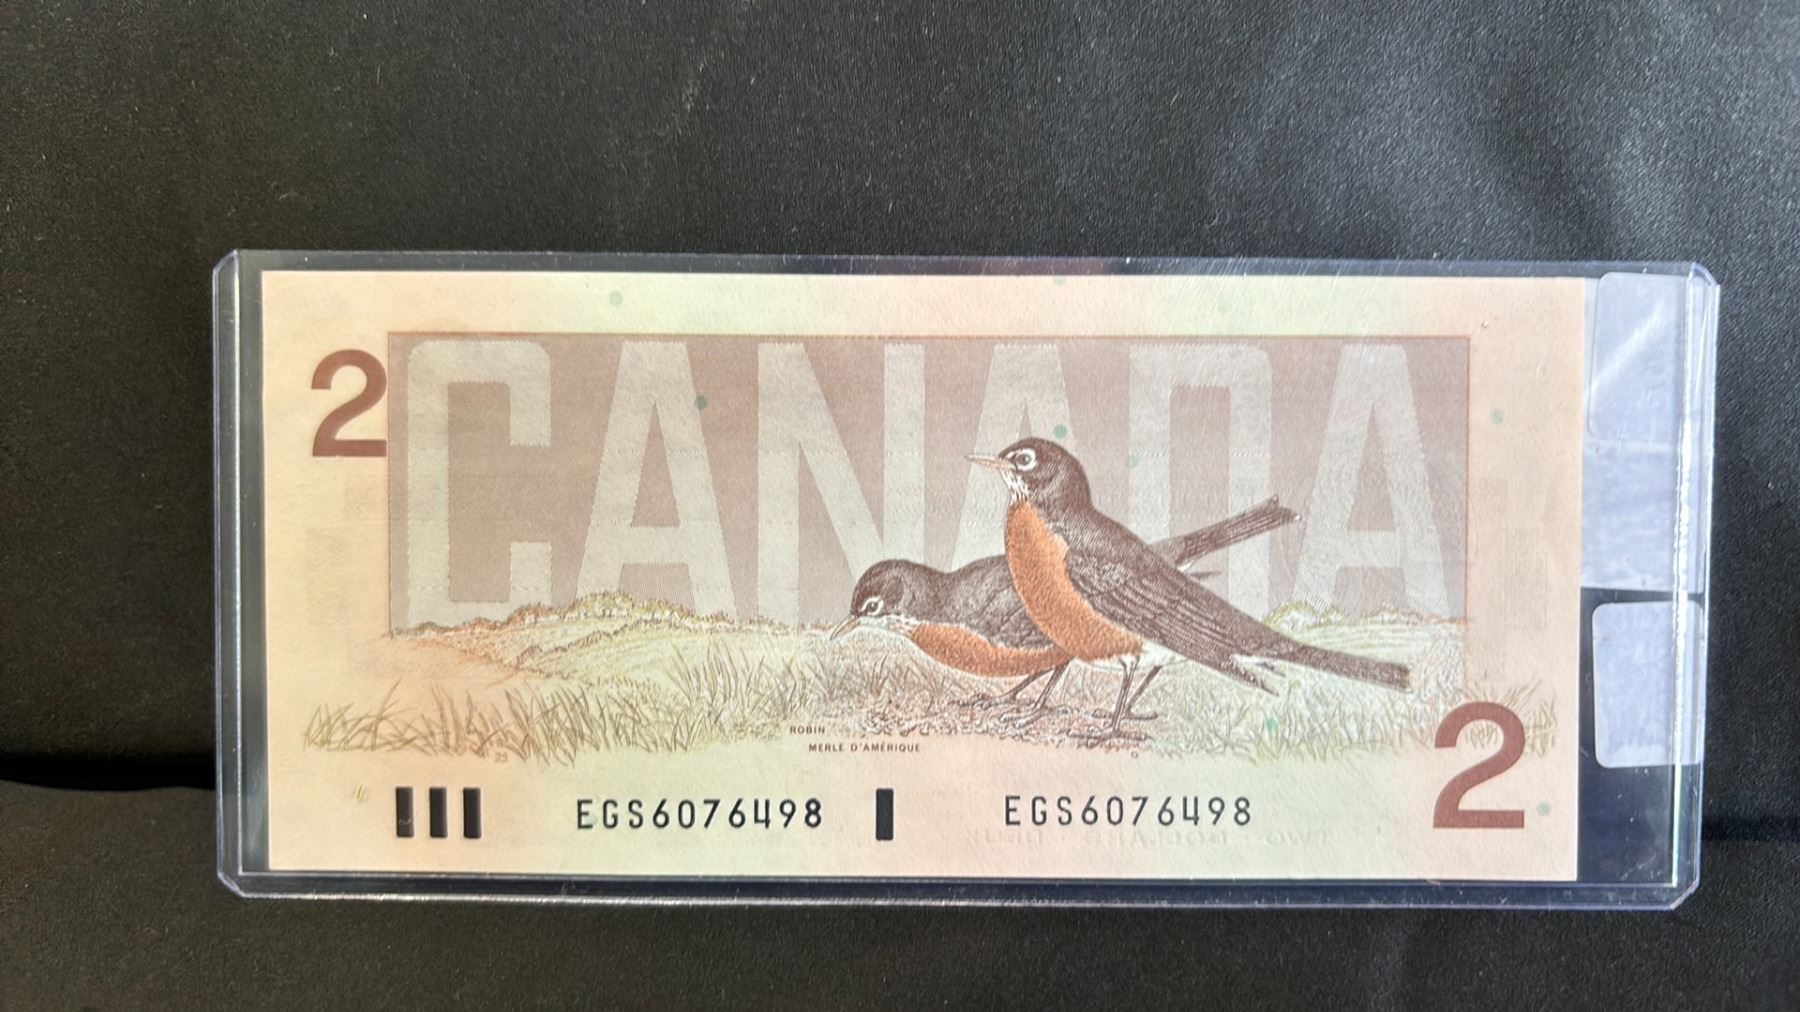 CANADA
2
ROBIN
MERLE D'AMÉRIQUE
2
EGS6076498
EGS6076498